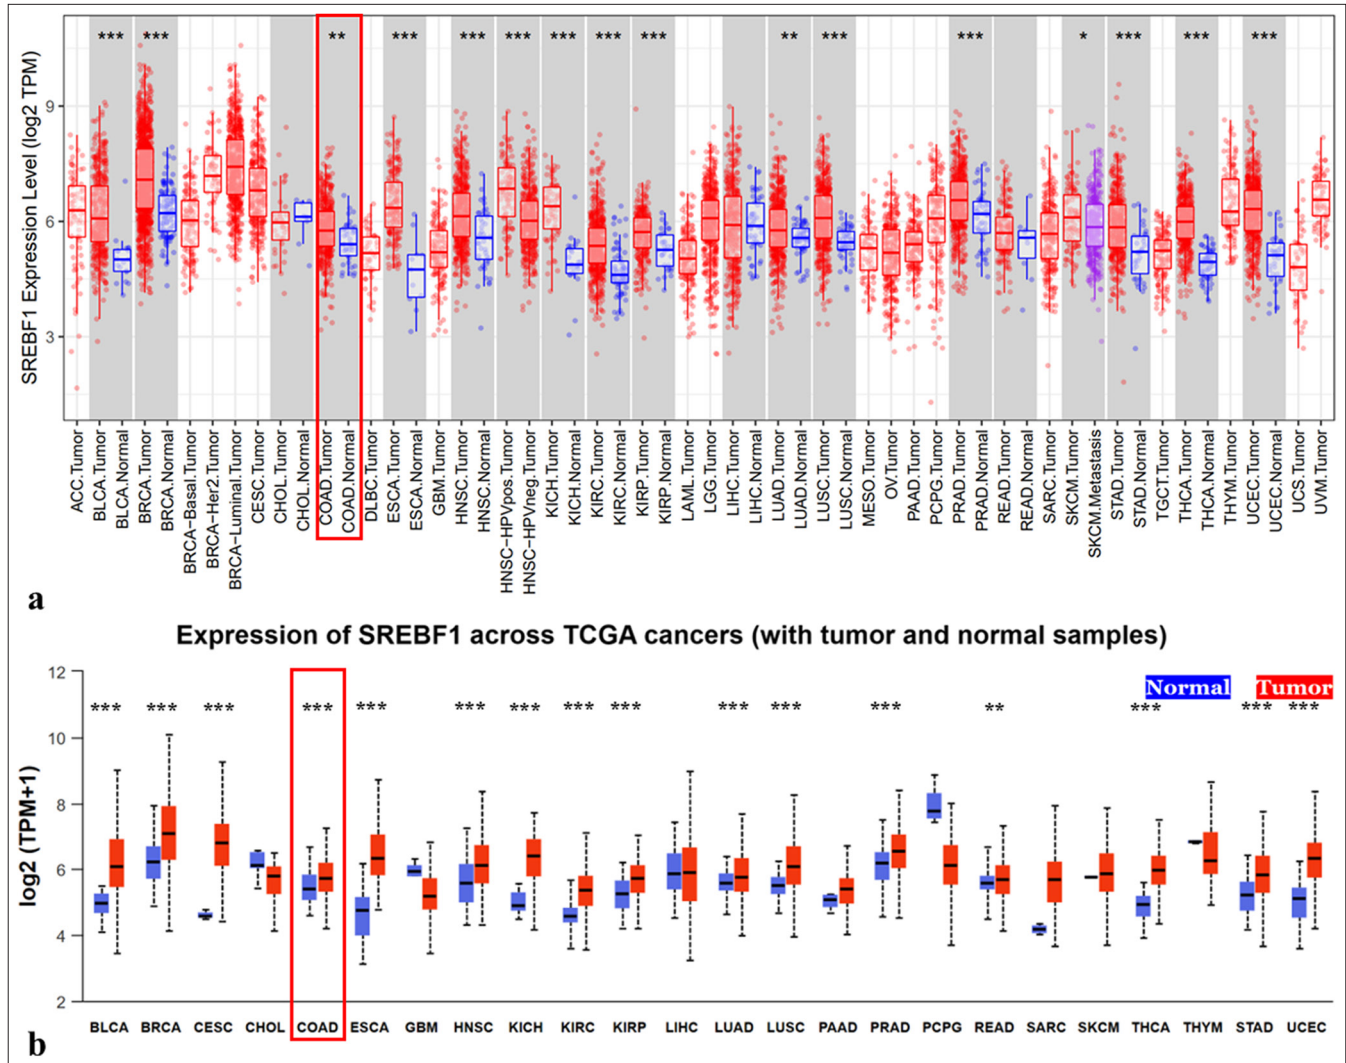 *** *** ** *** *** *** *** *** *** ** *** *** * *** *** ***
SREBF1 Expression Level (log2 TPM)
9
6
3
ACC.Tumor
BLCA.Tumor
BLCA.Normal
BRCA.Tumor
BRCA.Normal
BRCA-Basal.Tumor
BRCA-Her2.Tumor
BRCA-Luminal.Tumor
CESC.Tumor
CHOL.Tumor
CHOL.Normal
COAD.Tumor
COAD.Normal
DLBC.Tumor
ESCA.Tumor
ESCA.Normal
GBM.Tumor
HNSC.Tumor
HNSC.Normal
HNSC-HPVpos.Tumor
HNSC-HPVneg.Tumor
KICH.Tumor
KICH.Normal
KIRC.Tumor
KIRC.Normal
KIRP.Tumor
KIRP.Normal
LAML.Tumor
LGG.Tumor
LIHC.Tumor
LIHC.Normal
LUAD.Tumor
LUAD.Normal
LUSC.Tumor
LUSC.Normal
MESO.Tumor
OV.Tumor
PAAD.Tumor
PCPG.Tumor
PRAD.Tumor
PRAD.Normal
READ.Tumor
READ.Normal
SARC.Tumor
SKCM.Tumor
SKCM.Metastasis
STAD.Tumor
STAD.Normal
TGCT.Tumor
THCA.Tumor
THCA.Normal
THYM.Tumor
UCEC.Tumor
UCEC.Normal
UCS.Tumor
UVM.Tumor
a
Expression of SREBF1 across TCGA cancers (with tumor and normal samples)
Normal Tumor
*** *** *** *** *** *** *** *** *** *** *** *** ** *** *** ***
log2 (TPM+1)
12
10
8
6
4
2
BLCA BRCA CESC CHOL COAD ESCA GBM HNSC KICH KIRC KIRP LIHC LUAD LUSC PAAD PRAD PCPG READ SARC SKCM THCA THYM STAD UCEC
b